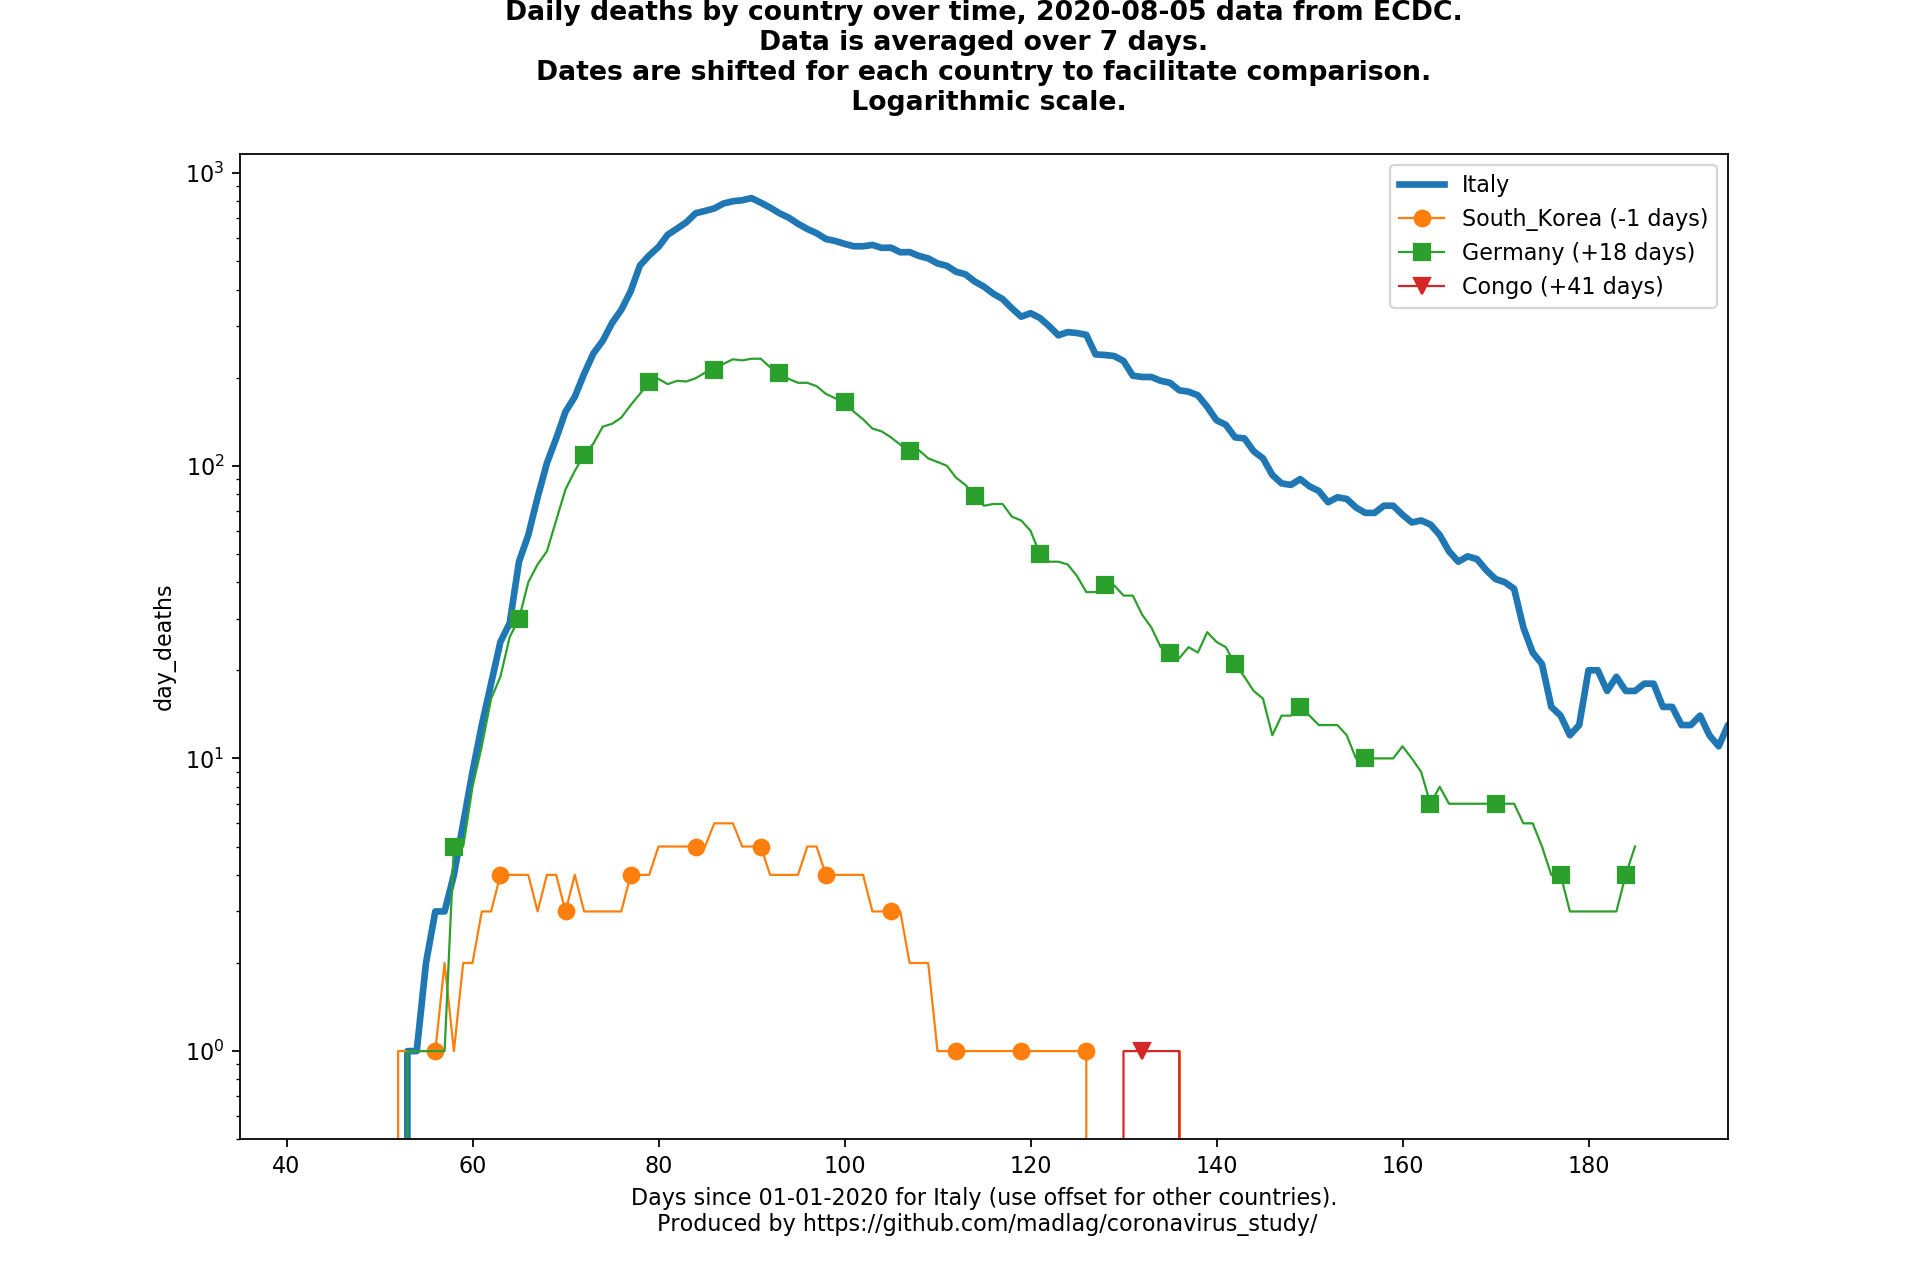 Daily deaths by country over time, 2020-08-05 data from ECDC.
Data is averaged over 7 days.
Dates are shifted for each country to facilitate comparison.
Logarithmic scale.
10³
10²
10¹
10⁰
day_deaths
Italy
South_Korea (-1 days)
Germany (+18 days)
Congo (+41 days)
40 60 80 100 120 140 160 180
Days since 01-01-2020 for Italy (use offset for other countries).
Produced by https://github.com/madlag/coronavirus_study/